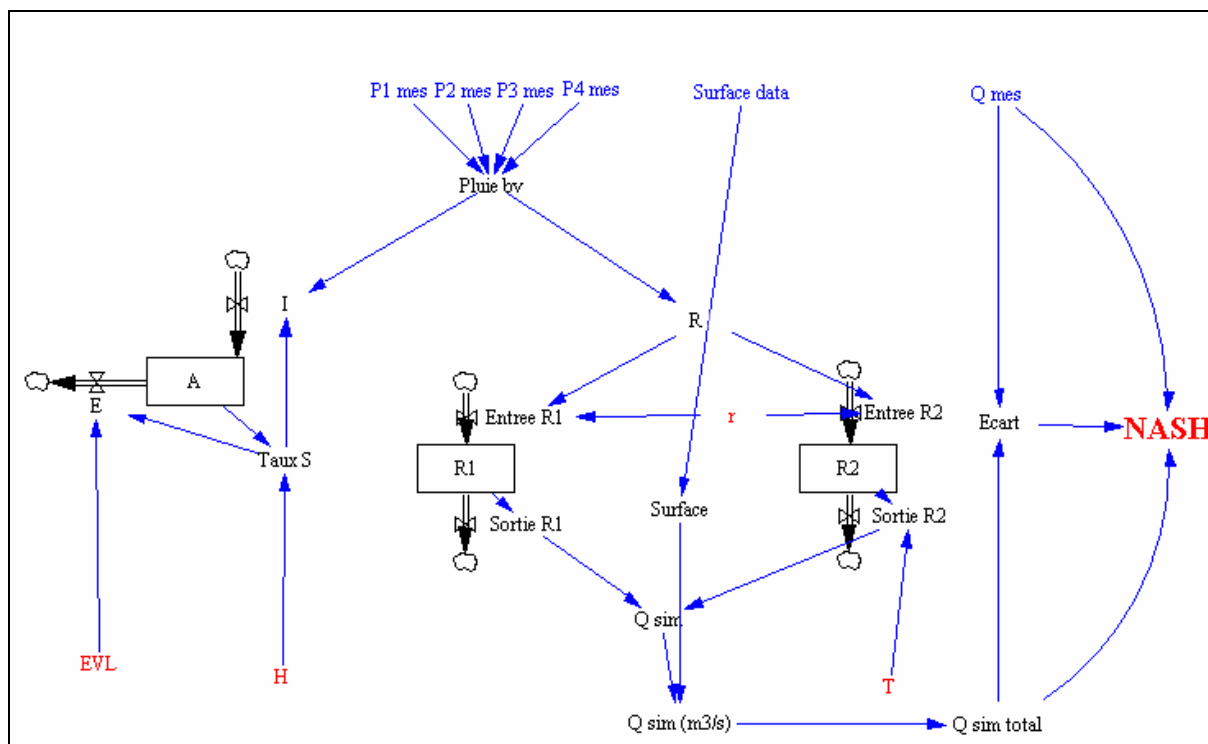 P1 mes P2 mes P3 mes P4 mes
Surface data
Q mes
Pluie bv
I
R
A
E
Entree R1
r
Entree R2
Ecart
NASH
Taux S
R1
R2
Sortie R1
Surface
Sortie R2
Q sim
EVL
H
T
Q sim (m3/s)
Q sim total